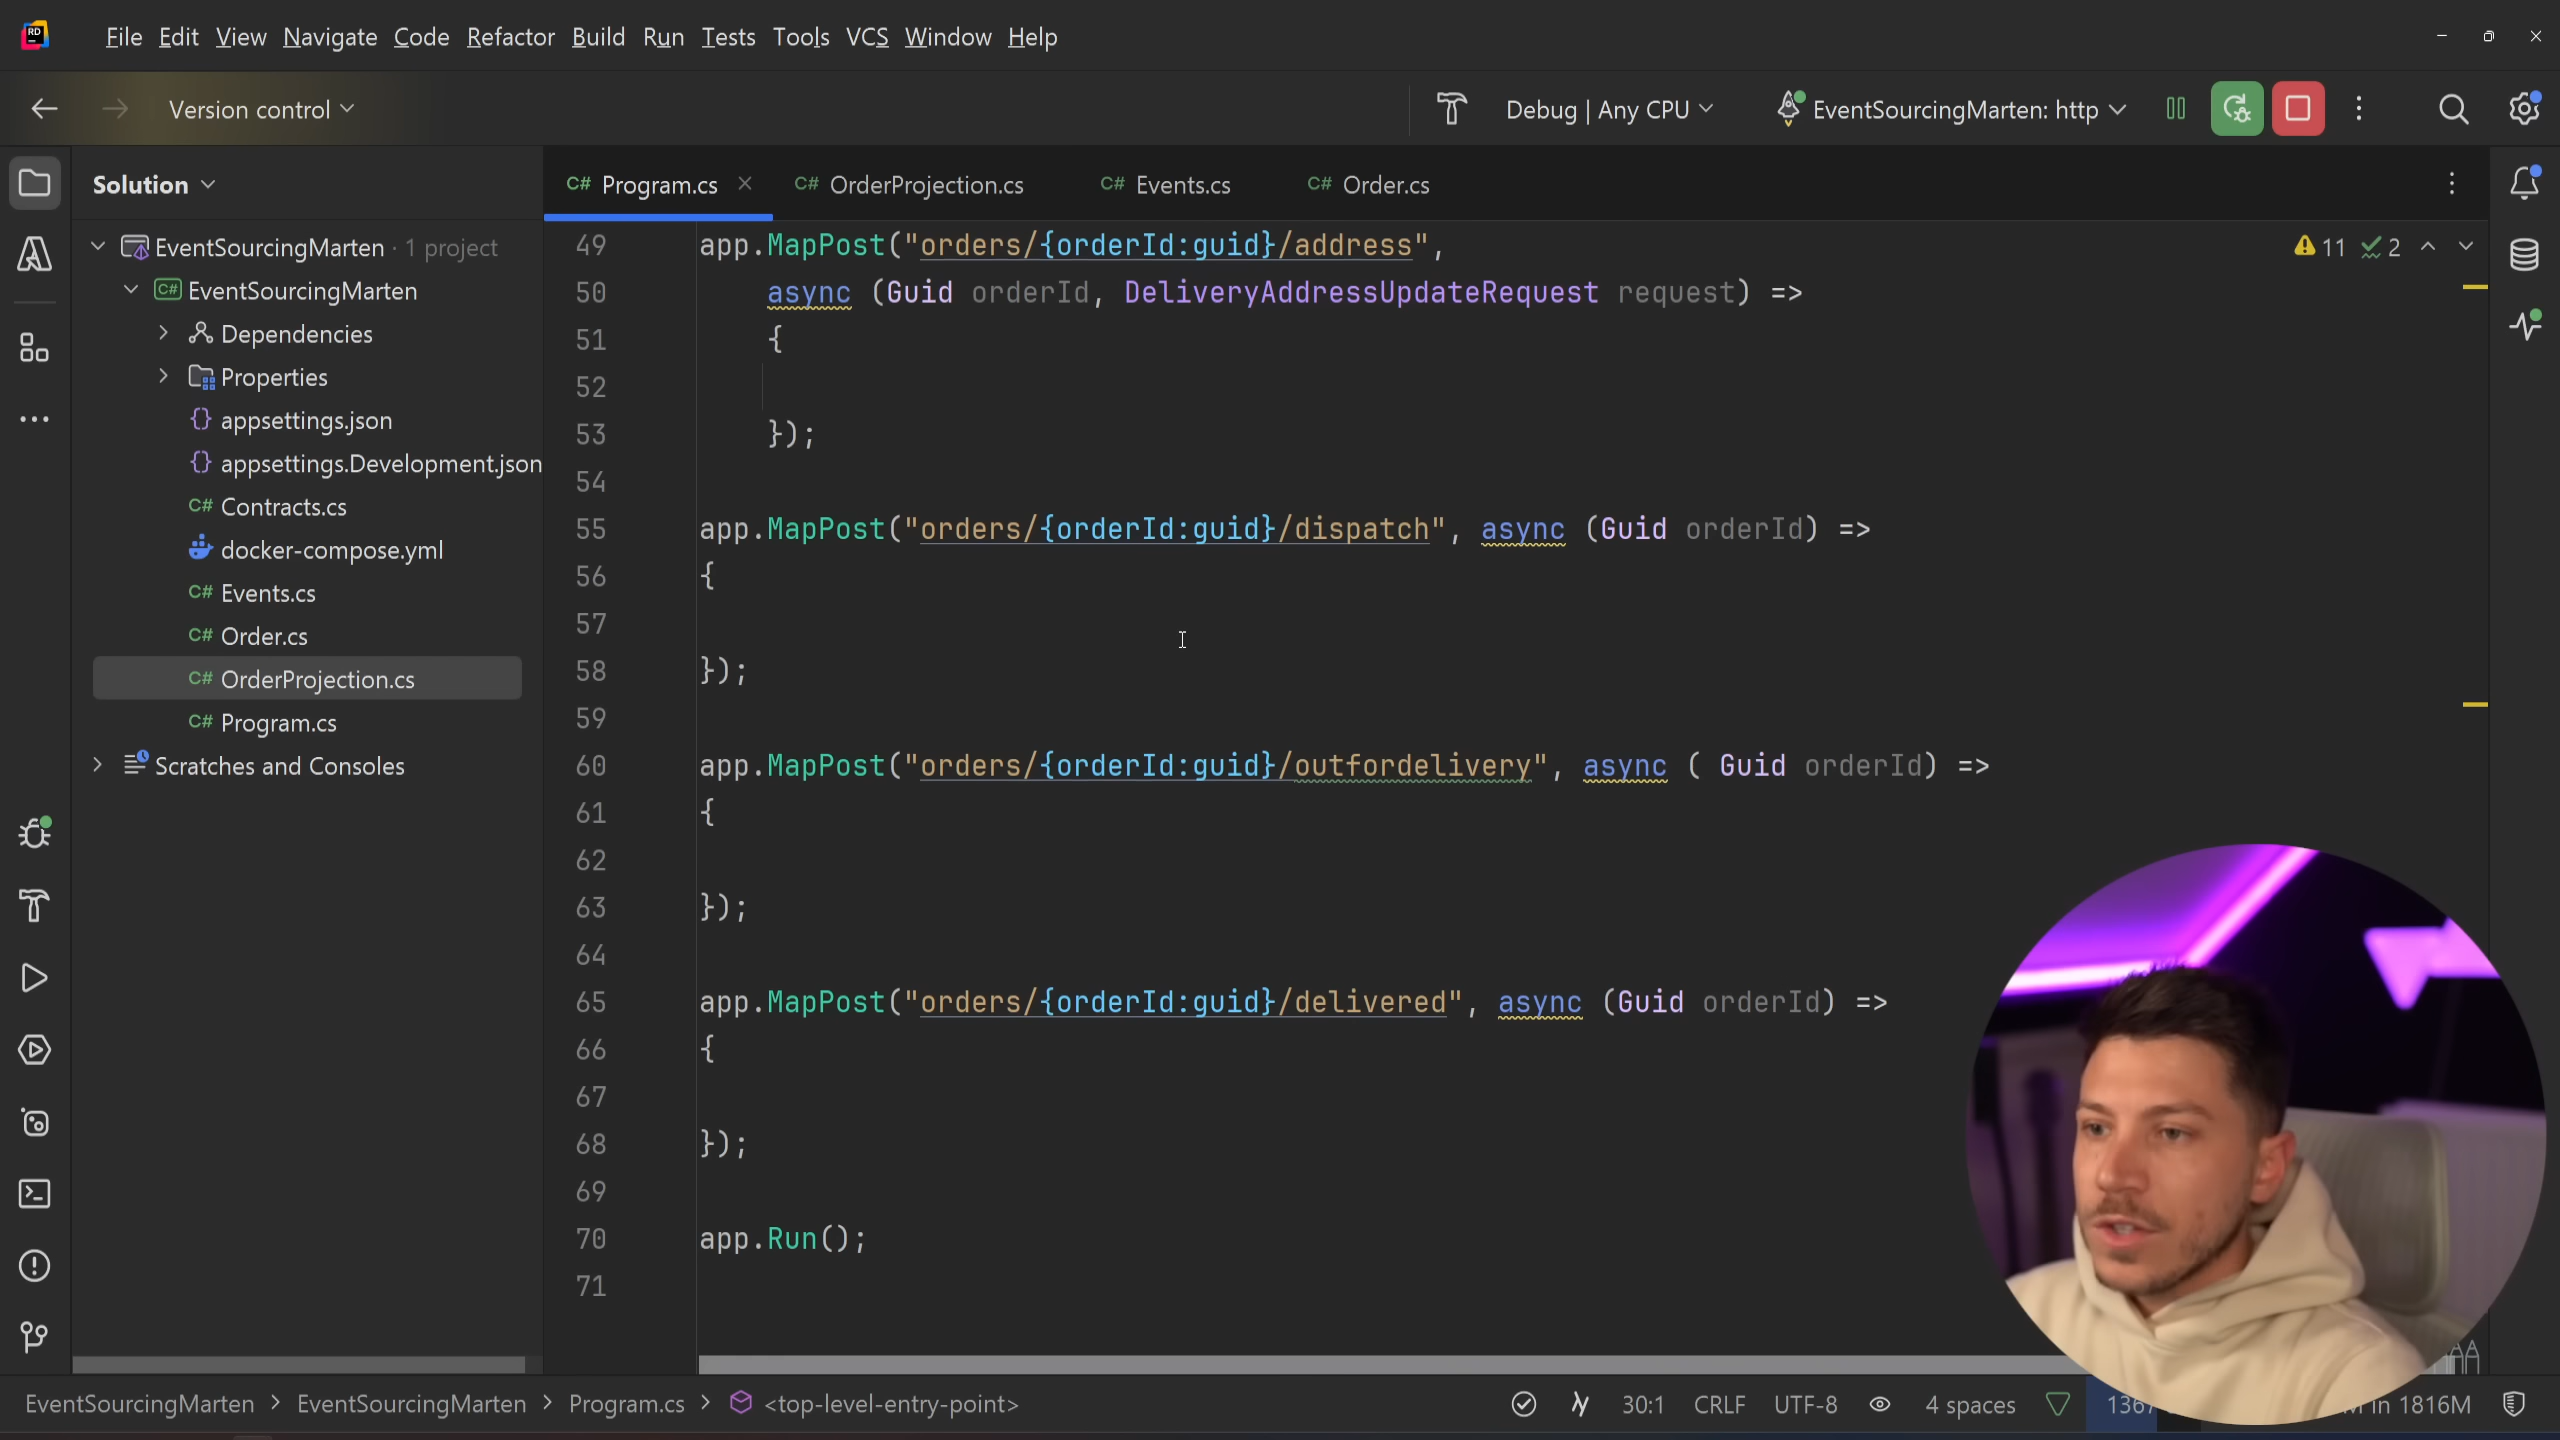 RD
File Edit View Navigate Code Refactor Build Run Tests Tools VCS Window Help
Version control
Debug | Any CPU
EventSourcingMarten: http
Solution
C# Program.cs
C# OrderProjection.cs
C# Events.cs
C# Order.cs
EventSourcingMarten · 1 project
C# EventSourcingMarten
Dependencies
Properties
{} appsettings.json
{} appsettings.Development.json
C# Contracts.cs
docker-compose.yml
C# Events.cs
C# Order.cs
C# OrderProjection.cs
C# Program.cs
Scratches and Consoles
11 2
49 app.MapPost("orders/{orderId:guid}/address",
50 async (Guid orderId, DeliveryAddressUpdateRequest request) =>
51 {
52
53 });
54
55 app.MapPost("orders/{orderId:guid}/dispatch", async (Guid orderId) =>
56 {
57
58 });
59
60 app.MapPost("orders/{orderId:guid}/outfordelivery", async ( Guid orderId) =>
61 {
62
63 });
64
65 app.MapPost("orders/{orderId:guid}/delivered", async (Guid orderId) =>
66 {
67
68 });
69
70 app.Run();
71
EventSourcingMarten > EventSourcingMarten > Program.cs > <top-level-entry-point>
30:1 CRLF UTF-8 4 spaces in 1816M